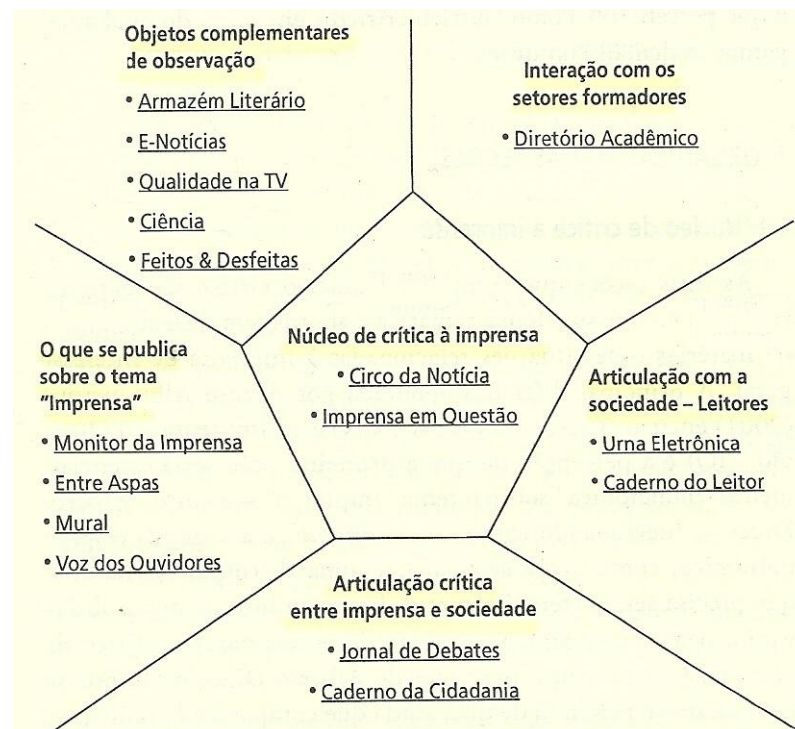 Objetos complementares
de observação
• Armazém Literário
• E-Notícias
• Qualidade na TV
• Ciência
• Feitos & Desfeitas
Interação com os
setores formadores
• Diretório Acadêmico
O que se publica
sobre o tema
“Imprensa”
• Monitor da Imprensa
• Entre Aspas
• Mural
• Voz dos Ouvidores
Núcleo de crítica à imprensa
• Circo da Notícia
• Imprensa em Questão
Articulação com a
sociedade – Leitores
• Urna Eletrônica
• Caderno do Leitor
Articulação crítica
entre imprensa e sociedade
• Jornal de Debates
• Caderno da Cidadania